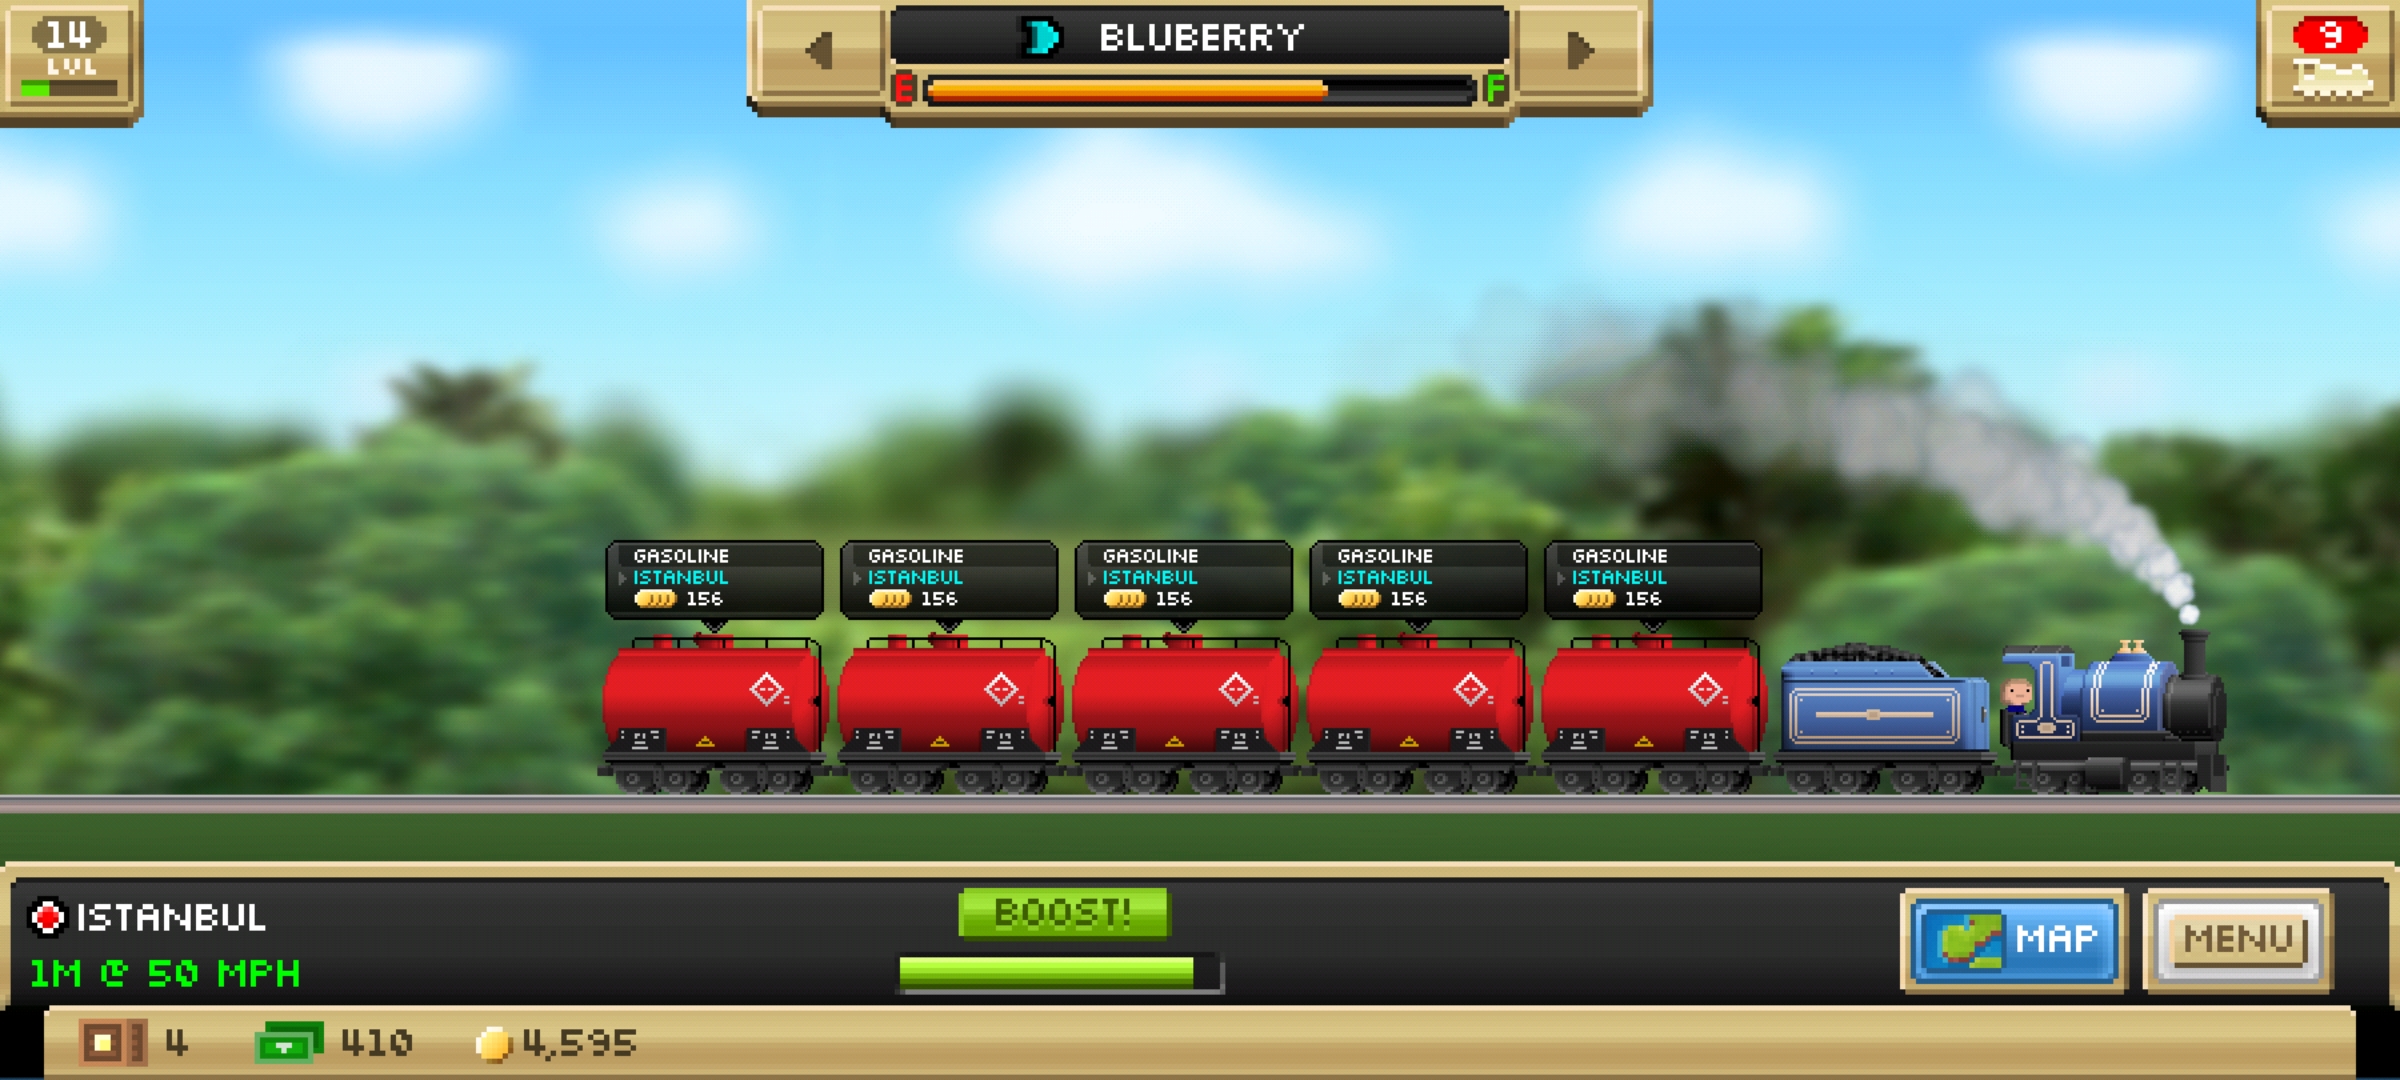 14
LVL
BLUBERRY
E
F
9
GASOLINE
ISTANBUL
156
GASOLINE
ISTANBUL
156
GASOLINE
ISTANBUL
156
GASOLINE
ISTANBUL
156
GASOLINE
ISTANBUL
156
ISTANBUL
1M @ 50 MPH
BOOST!
MAP
MENU
4
410
4,595